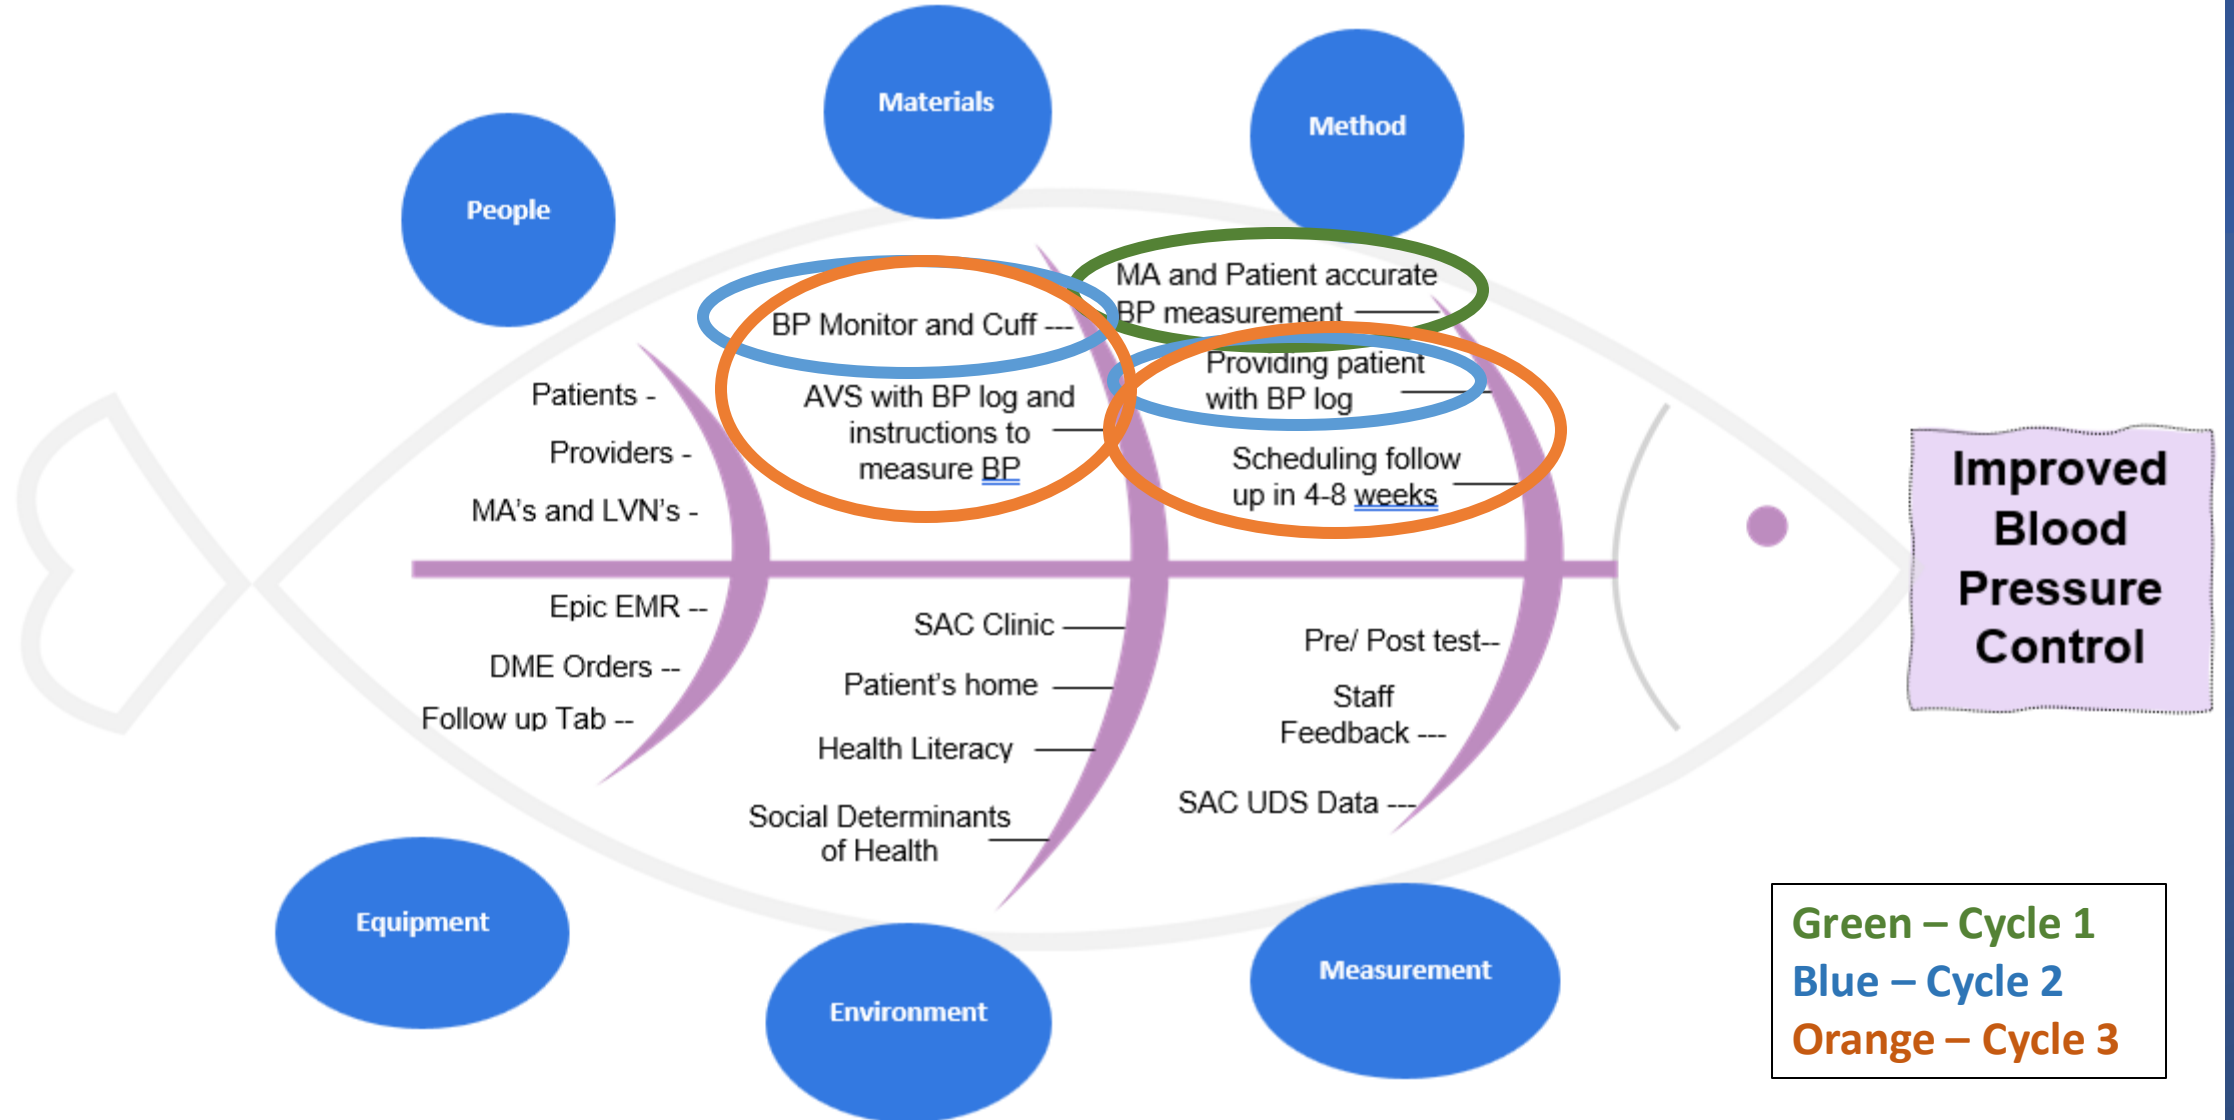 Materials
Method
People
MA and Patient accurate
BP measurement
BP Monitor and Cuff ---
Providing patient
with BP log
Patients -
AVS with BP log and
instructions to
measure BP
Providers -
Scheduling follow
up in 4-8 weeks
MA's and LVN's -
Improved
Blood
Pressure
Control
Epic EMR --
DME Orders --
Follow up Tab --
SAC Clinic
Patient's home
Health Literacy
Social Determinants
of Health
Pre/ Post test--
Staff
Feedback ---
SAC UDS Data ---
Equipment
Environment
Measurement
Green – Cycle 1
Blue – Cycle 2
Orange – Cycle 3